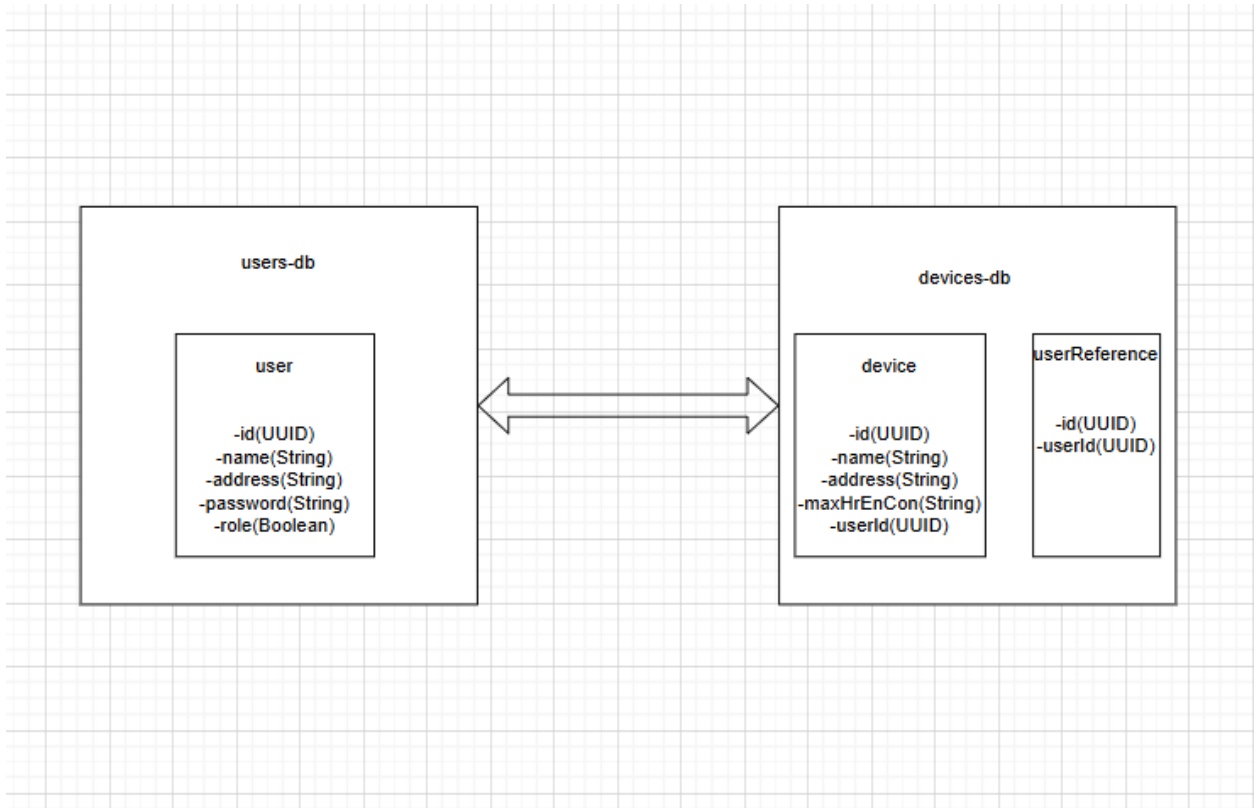 users-db
user
-id(UUID)
-name(String)
-address(String)
-password(String)
-role(Boolean)
devices-db
device
-id(UUID)
-name(String)
-address(String)
-maxHrEnCon(String)
-userId(UUID)
userReference
-id(UUID)
-userId(UUID)